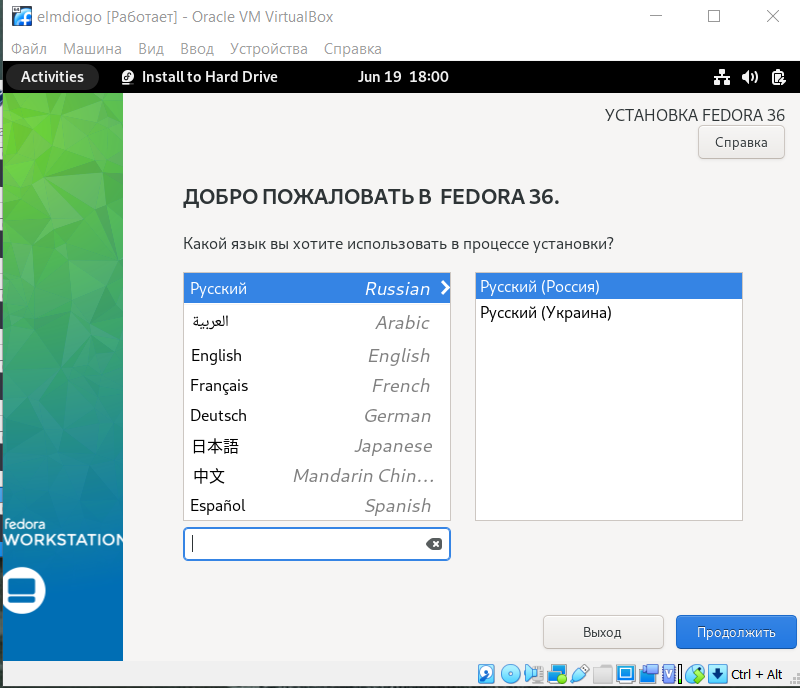 elmdiogo [Работает] - Oracle VM VirtualBox
Файл Машина Вид Ввод Устройства Справка
Activities Install to Hard Drive Jun 19 18:00
УСТАНОВКА FEDORA 36
Справка
ДОБРО ПОЖАЛОВАТЬ В FEDORA 36.
Какой язык вы хотите использовать в процессе установки?
Русский Russian
العربية Arabic
English English
Français French
Deutsch German
日本語 Japanese
中文 Mandarin Chin...
Español Spanish
Русский (Россия)
Русский (Украина)
fedora
WORKSTATION
Выход Продолжить
Ctrl + Alt